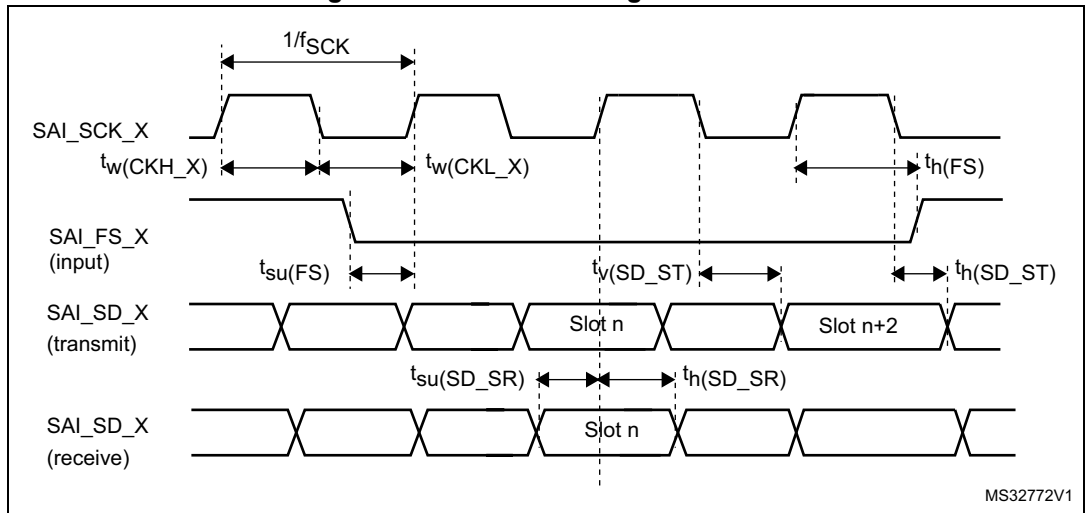 1/fSCK
SAI_SCK_X
tw(CKH_X)
tw(CKL_X)
th(FS)
SAI_FS_X
(input)
tsu(FS)
tv(SD_ST)
th(SD_ST)
SAI_SD_X
(transmit)
Slot n
Slot n+2
tsu(SD_SR)
th(SD_SR)
SAI_SD_X
(receive)
Slot n
MS32772V1